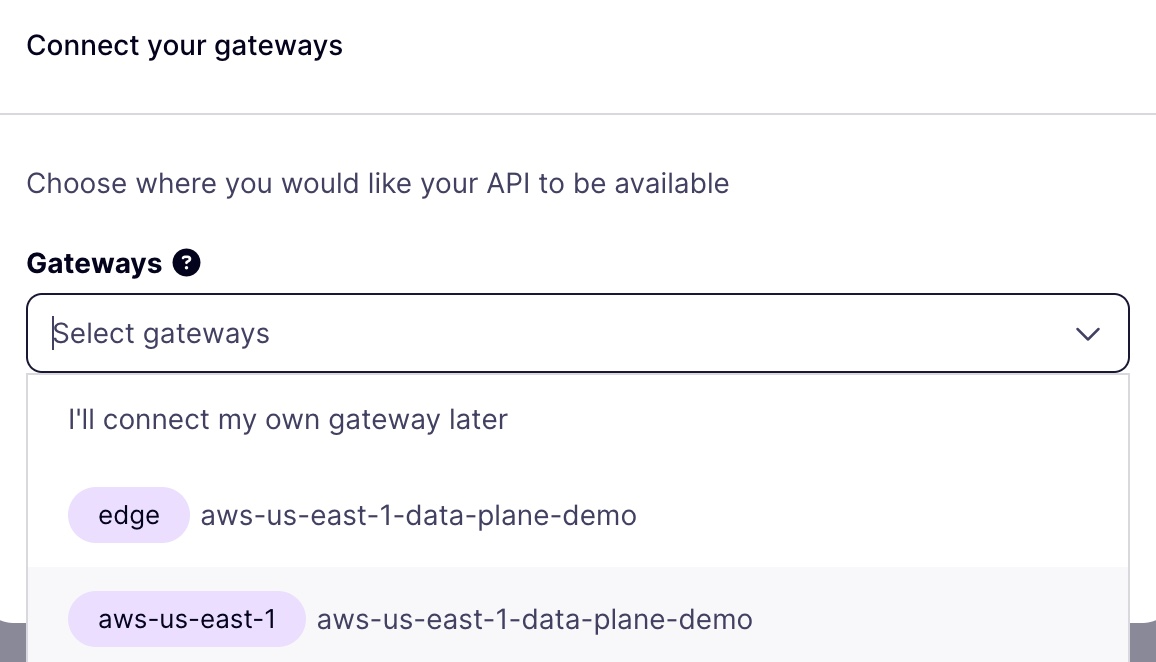 Connect your gateways
Choose where you would like your API to be available
Gateways ?
Select gateways
I'll connect my own gateway later
edge aws-us-east-1-data-plane-demo
aws-us-east-1 aws-us-east-1-data-plane-demo